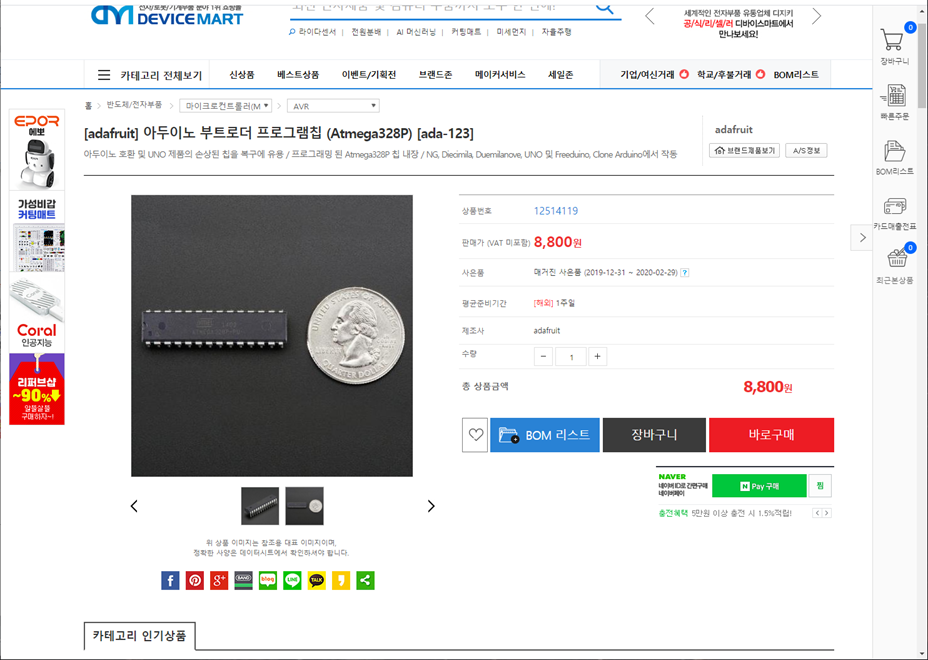 DEVICE MART
라이다센서 | 전원분배 | AI 머신러닝 | 커팅매트 | 미세먼지 | 자율주행
세계적인 전자부품 유통업체 디지키
공/식/리/셀/러 디바이스마트에서
만나보세요!
0
장바구니
카테고리 전체보기
신상품 베스트상품 이벤트/기획전 브랜드존 메이커서비스 세일존
기업/여신거래 학교/후불거래 BOM리스트
빠른주문
BOM리스트
카드매출전표
0
최근본상품
홈 > 반도체/전자부품 > 마이크로컨트롤러(M > AVR
[adafruit] 아두이노 부트로더 프로그램칩 (Atmega328P) [ada-123]
아두이노 호환 및 UNO 제품의 손상된 칩을 복구에 유용 / 프로그래밍 된 Atmega328P 칩 내장 / NG, Diecimila, Duemilanove, UNO 및 Freeduino, Clone Arduino에서 작동
adafruit
브랜드제품보기 A/S정보
EPOR
에뽀
가성비갑
커팅매트
Coral
인공지능
리퍼브샵
~90%
알뜰살뜰
구매하자~!
QUARTER DOLLAR
상품번호 12514119
판매가 (VAT 미포함) 8,800원
사은품 매거진 사은품 (2019-12-31 ~ 2020-02-29) ?
평균준비기간 [해외] 1주일
제조사 adafruit
수량 - 1 +
총 상품금액 8,800원
BOM 리스트 장바구니 바로구매
NAVER
네이버ID로 간편구매
네이버페이
N Pay 구매 찜
충전혜택 5만원 이상 충전 시 1.5%적립!
위 상품 이미지는 참조용 대표 이미지이며,
정확한 사양은 데이터시트에서 확인하셔야 합니다.
f g+ BAND blog LINE TALK
카테고리 인기상품